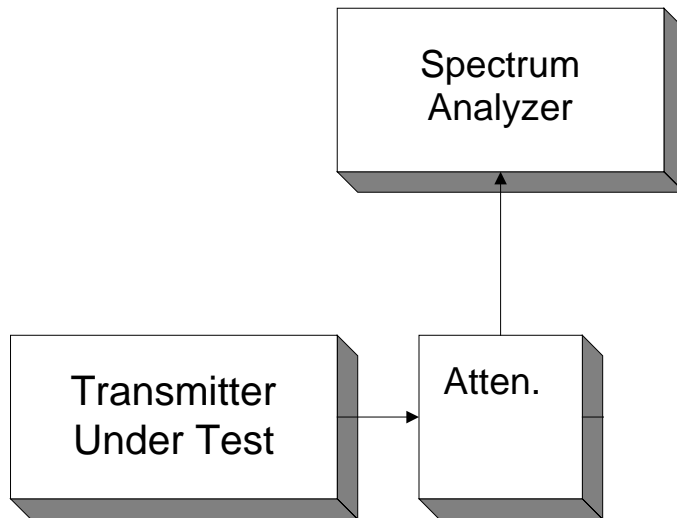 Spectrum
Analyzer
Transmitter
Under Test
Atten.